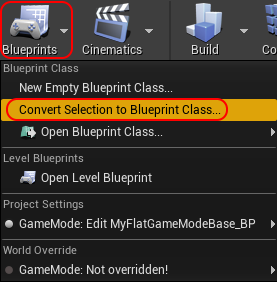 Blueprints Cinematics Build
Blueprint Class
New Empty Blueprint Class...
Convert Selection to Blueprint Class...
Open Blueprint Class...
Level Blueprints
Open Level Blueprint
Project Settings
GameMode: Edit MyFlatGameModeBase_BP
World Override
GameMode: Not overridden!